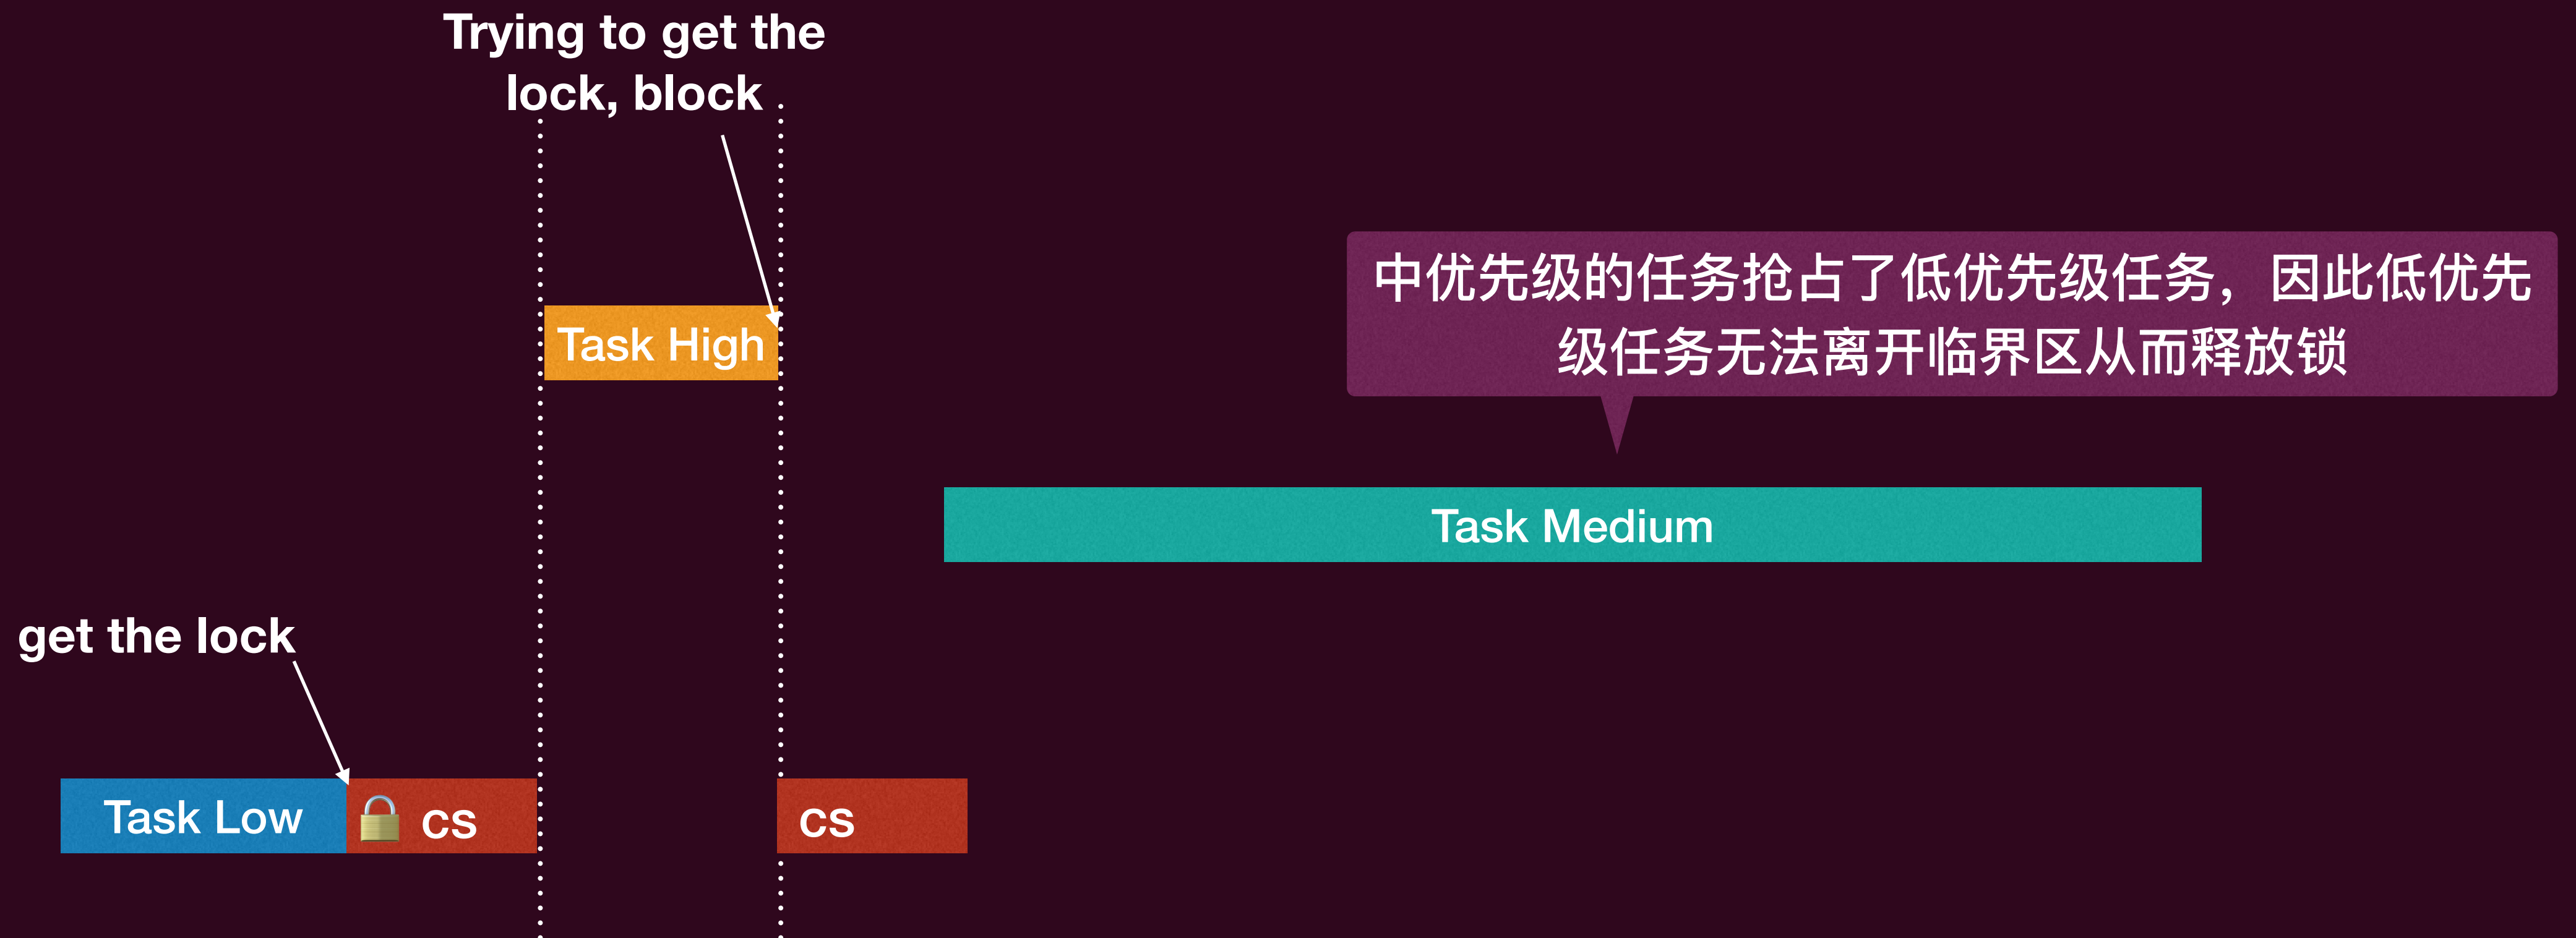 Trying to get the
lock, block
中优先级的任务抢占了低优先级任务，因此低优先
级任务无法离开临界区从而释放锁
Task High
Task Medium
get the lock
Task Low
cs
cs